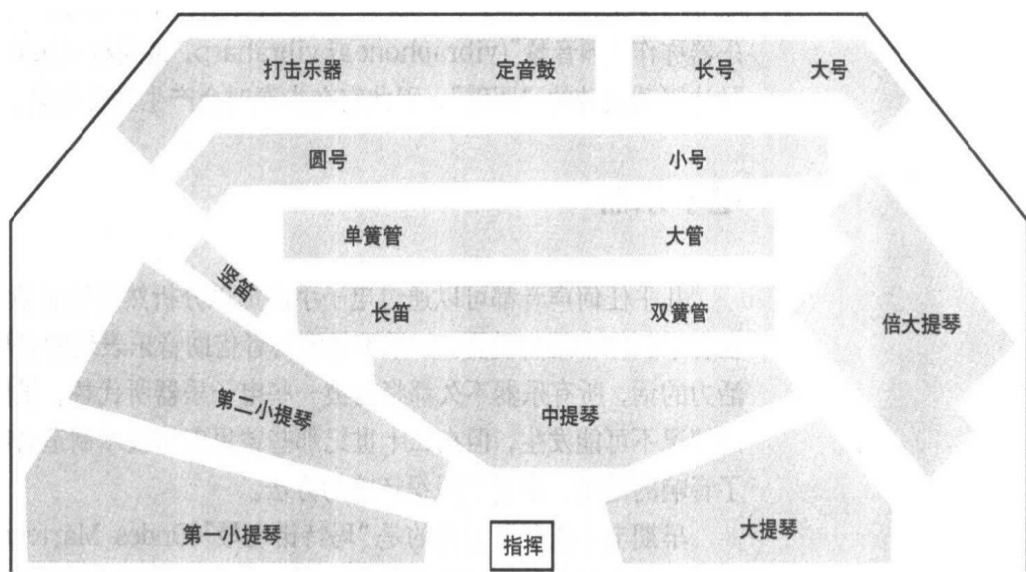 打击乐器
定音鼓
长号
大号
圆号
小号
单簧管
大管
竖笛
长笛
双簧管
倍大提琴
第二小提琴
中提琴
第一小提琴
指挥
大提琴